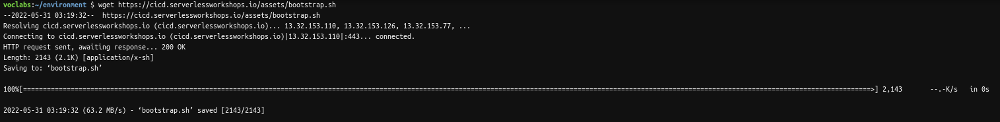 voclabs:~/environment $ wget https://cicd.serverlessworkshops.io/assets/bootstrap.sh
--2022-05-31 03:19:32--  https://cicd.serverlessworkshops.io/assets/bootstrap.sh
Resolving cicd.serverlessworkshops.io (cicd.serverlessworkshops.io)... 13.32.153.110, 13.32.153.126, 13.32.153.77, ...
Connecting to cicd.serverlessworkshops.io (cicd.serverlessworkshops.io)|13.32.153.110|:443... connected.
HTTP request sent, awaiting response... 200 OK
Length: 2143 (2.1K) [application/x-sh]
Saving to: ‘bootstrap.sh’
100%[======================================================================================================================================================================================================================>] 2,143       --.-K/s   in 0s
2022-05-31 03:19:32 (63.2 MB/s) - ‘bootstrap.sh’ saved [2143/2143]